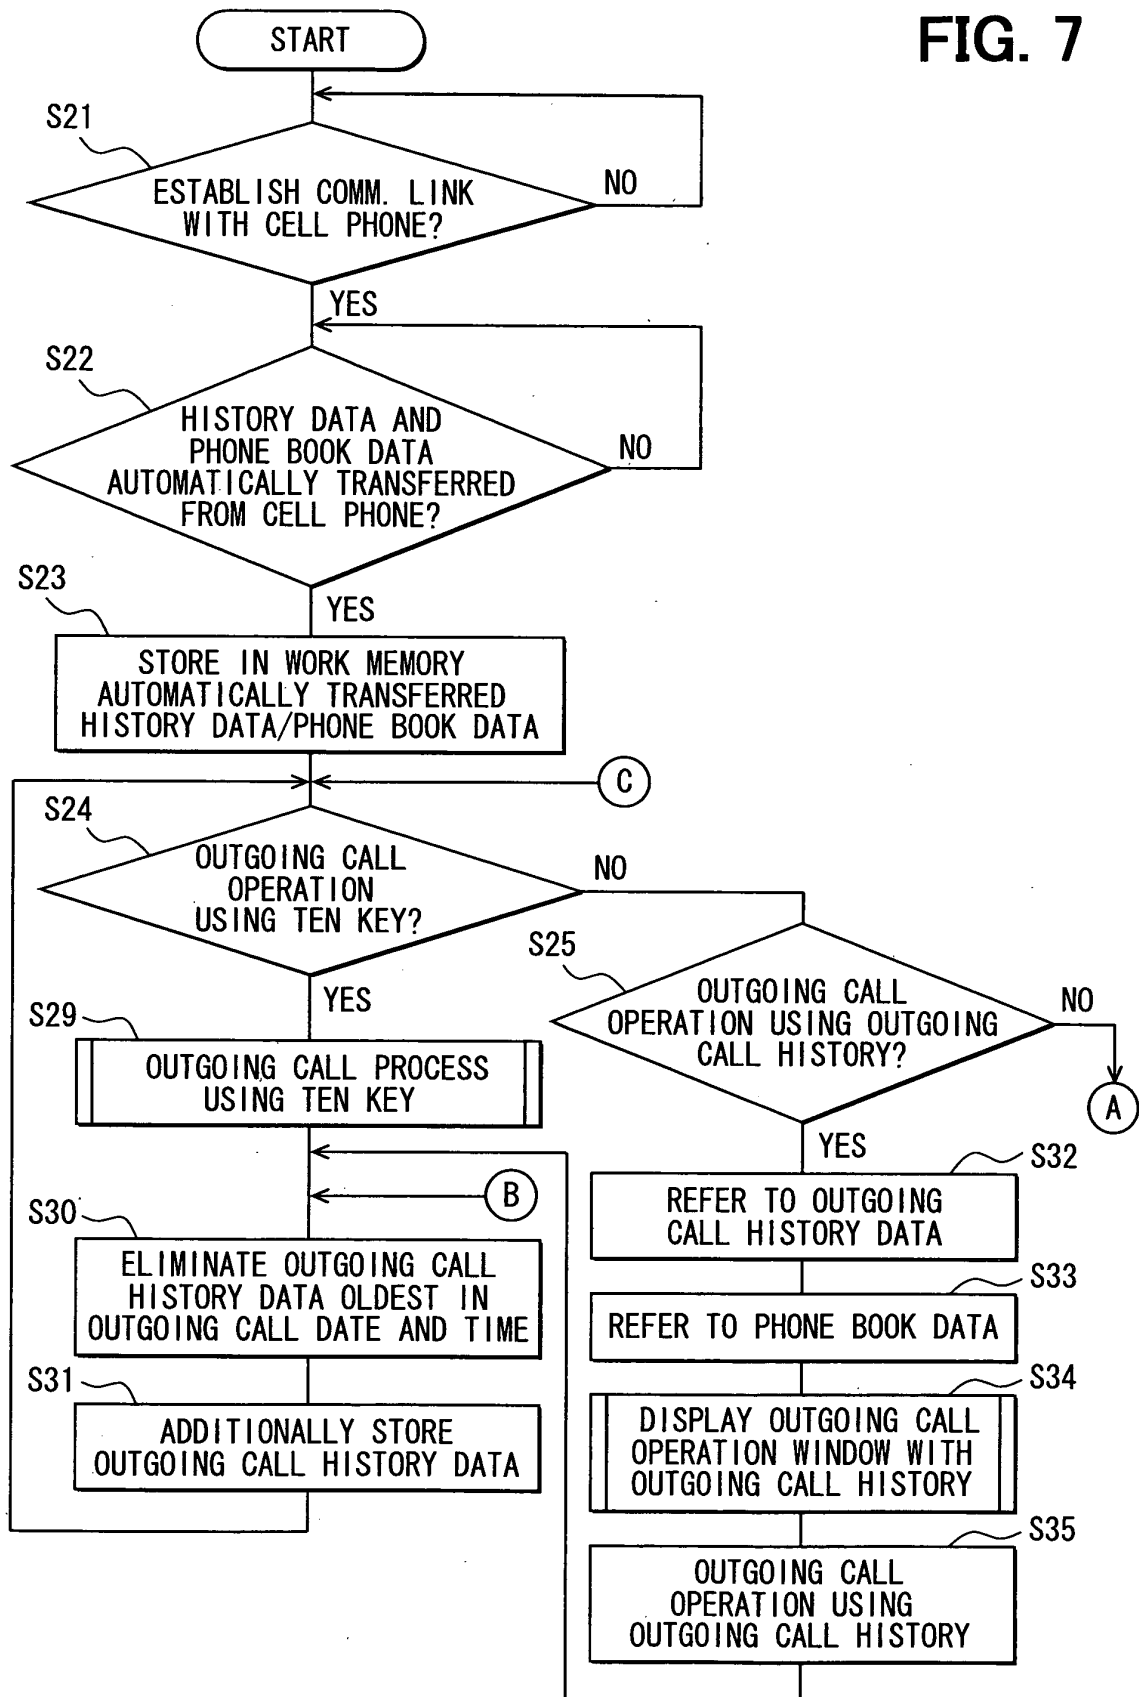 FIG. 7
START
S21
ESTABLISH COMM. LINK
WITH CELL PHONE?
NO
YES
S22
HISTORY DATA AND
PHONE BOOK DATA
AUTOMATICALLY TRANSFERRED
FROM CELL PHONE?
NO
YES
S23
STORE IN WORK MEMORY
AUTOMATICALLY TRANSFERRED
HISTORY DATA/PHONE BOOK DATA
C
S24
OUTGOING CALL
OPERATION
USING TEN KEY?
NO
YES
S25
OUTGOING CALL
OPERATION USING OUTGOING
CALL HISTORY?
NO
A
YES
S29
OUTGOING CALL PROCESS
USING TEN KEY
B
S30
ELIMINATE OUTGOING CALL
HISTORY DATA OLDEST IN
OUTGOING CALL DATE AND TIME
S31
ADDITIONALLY STORE
OUTGOING CALL HISTORY DATA
S32
REFER TO OUTGOING
CALL HISTORY DATA
S33
REFER TO PHONE BOOK DATA
S34
DISPLAY OUTGOING CALL
OPERATION WINDOW WITH
OUTGOING CALL HISTORY
S35
OUTGOING CALL
OPERATION USING
OUTGOING CALL HISTORY